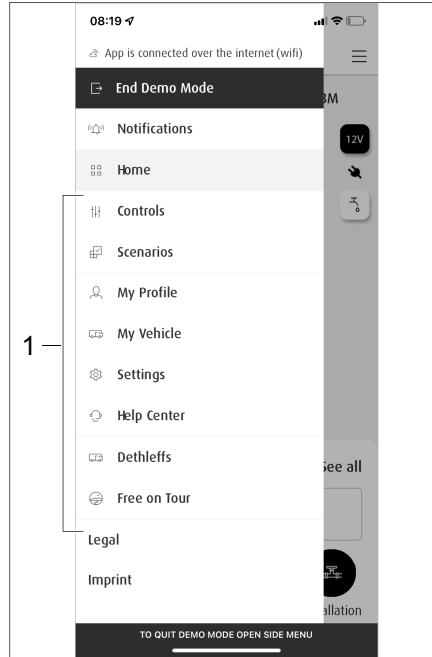 08:19
App is connected over the internet (wifi)
End Demo Mode
3M
Notifications
12V
Home
Controls
Scenarios
My Profile
1
My Vehicle
Settings
Help Center
Dethleffs
See all
Free on Tour
Legal
Imprint
allation
TO QUIT DEMO MODE OPEN SIDE MENU